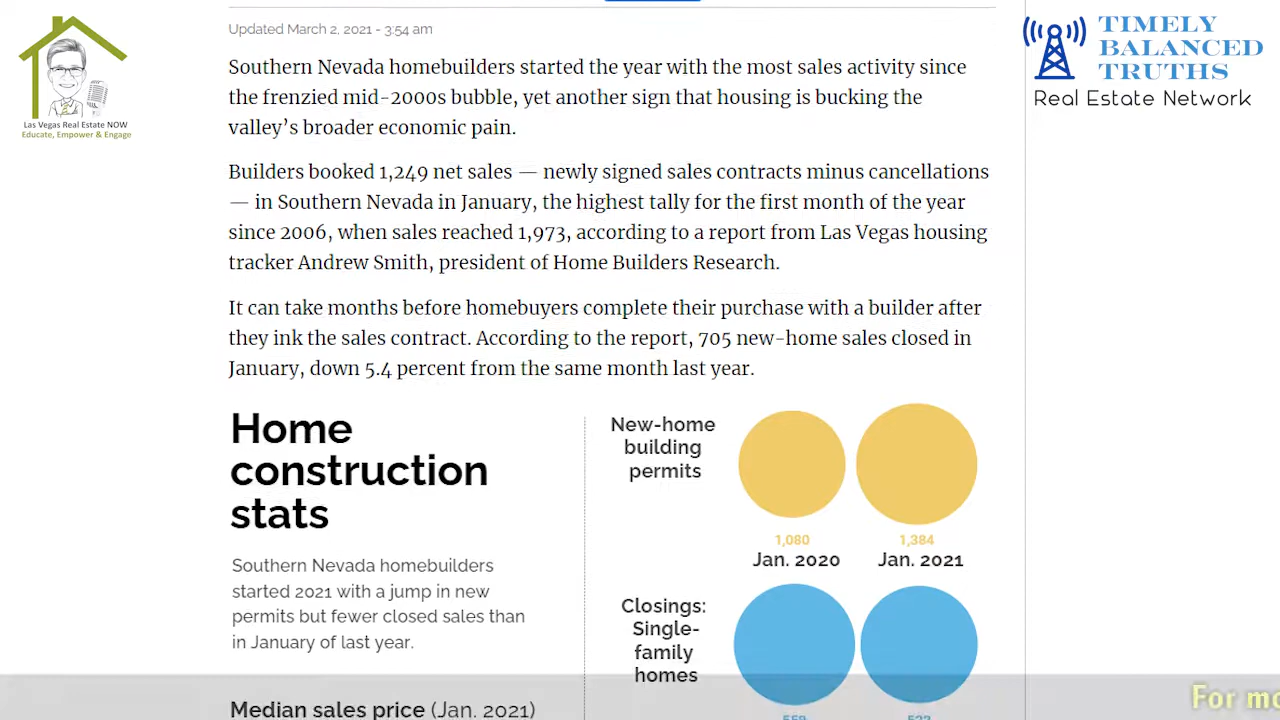 Updated March 2, 2021 - 3:54 am
Southern Nevada homebuilders started the year with the most sales activity since
the frenzied mid-2000s bubble, yet another sign that housing is bucking the
valley’s broader economic pain.
Builders booked 1,249 net sales — newly signed sales contracts minus cancellations
— in Southern Nevada in January, the highest tally for the first month of the year
since 2006, when sales reached 1,973, according to a report from Las Vegas housing
tracker Andrew Smith, president of Home Builders Research.
It can take months before homebuyers complete their purchase with a builder after
they ink the sales contract. According to the report, 705 new-home sales closed in
January, down 5.4 percent from the same month last year.
Home
construction
stats
Southern Nevada homebuilders
started 2021 with a jump in new
permits but fewer closed sales than
in January of last year.
Median sales price (Jan. 2021)
New-home
building
permits
1,080
1,384
Jan. 2020
Jan. 2021
Closings:
Single-
family
homes
Las Vegas Real Estate NOW
Educate, Empower & Engage
TIMELY
BALANCED
TRUTHS
Real Estate Network
For mo